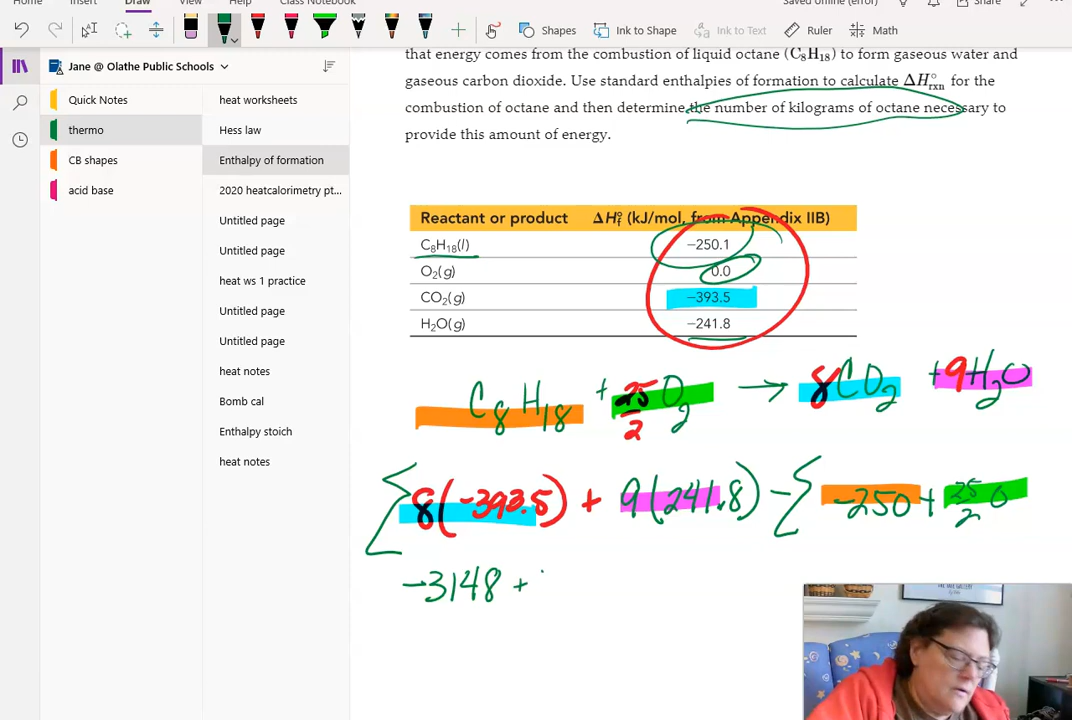 Home Insert Draw View Help Class Notebook Saved online (error) Share
Shapes Ink to Shape Ink to Text Ruler Math
Jane @ Olathe Public Schools
Quick Notes
thermo
CB shapes
acid base
heat worksheets
Hess law
Enthalpy of formation
2020 heatcalorimetry pt...
Untitled page
Untitled page
heat ws 1 practice
Untitled page
Untitled page
heat notes
Bomb cal
Enthalpy stoich
heat notes
that energy comes from the combustion of liquid octane (C₈H₁₈) to form gaseous water and
gaseous carbon dioxide. Use standard enthalpies of formation to calculate ΔH°rxn for the
combustion of octane and then determine the number of kilograms of octane necessary to
provide this amount of energy.
Reactant or product ΔH°f (kJ/mol, from Appendix IIB)
C₈H₁₈(l) −250.1
O₂(g) 0.0
CO₂(g) −393.5
H₂O(g) −241.8
C₈H₁₈ + 25/2 O₂ → 8CO₂ + 9H₂O
Σ 8(-393.5) + 9(241.8) - Σ -250 + 25/2 0
-3148 +